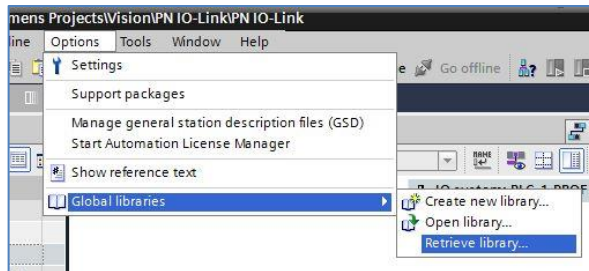 mens Projects\Vision\PN IO-Link\PN IO-Link
line Options Tools Window Help
Settings
e Go offline
Support packages
Manage general station description files (GSD)
Start Automation License Manager
NAME
Show reference text
Global libraries
Create new library...
Open library...
Retrieve library...